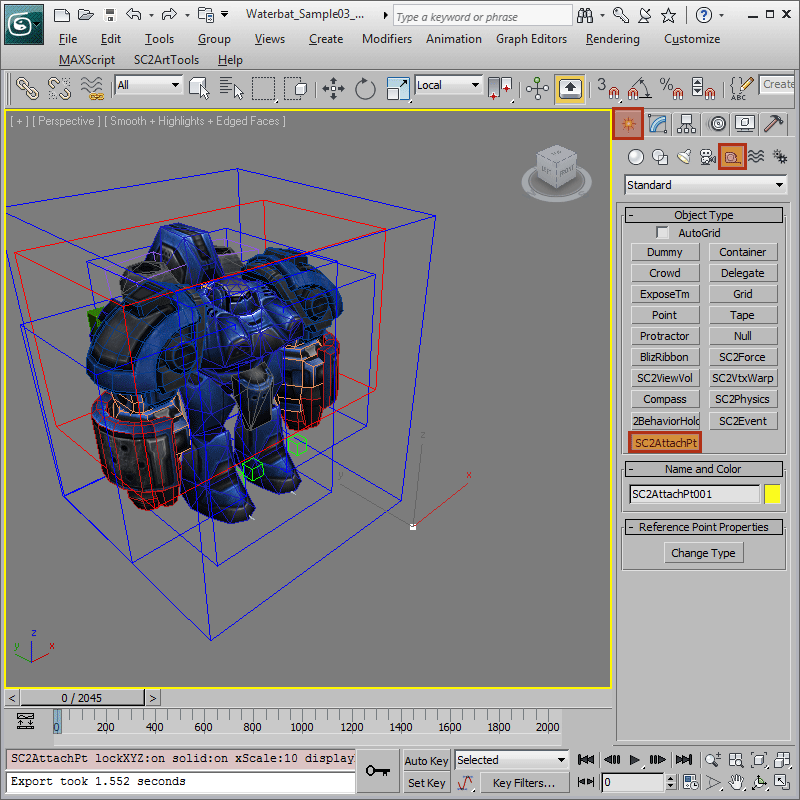 Waterbat_Sample03_...
Type a keyword or phrase
File Edit Tools Group Views Create Modifiers Animation Graph Editors Rendering Customize
MAXScript SC2ArtTools Help
All
Local
3
%
ABC
Create
[ + ] [ Perspective ] [ Smooth + Highlights + Edged Faces ]
FRONT
Standard
- Object Type
AutoGrid
Dummy Container
Crowd Delegate
ExposeTm Grid
Point Tape
Protractor Null
BlizRibbon SC2Force
SC2ViewVol SC2VtxWarp
Compass SC2Physics
2BehaviorHold SC2Event
SC2AttachPt
- Name and Color
SC2AttachPt001
- Reference Point Properties
Change Type
z
x
y
z
y
x
< 0 / 2045 >
0 200 400 600 800 1000 1200 1400 1600 1800 2000
SC2AttachPt lockXYZ:on solid:on xScale:10 display
Export took 1.552 seconds
Auto Key Selected
Set Key Key Filters...
0